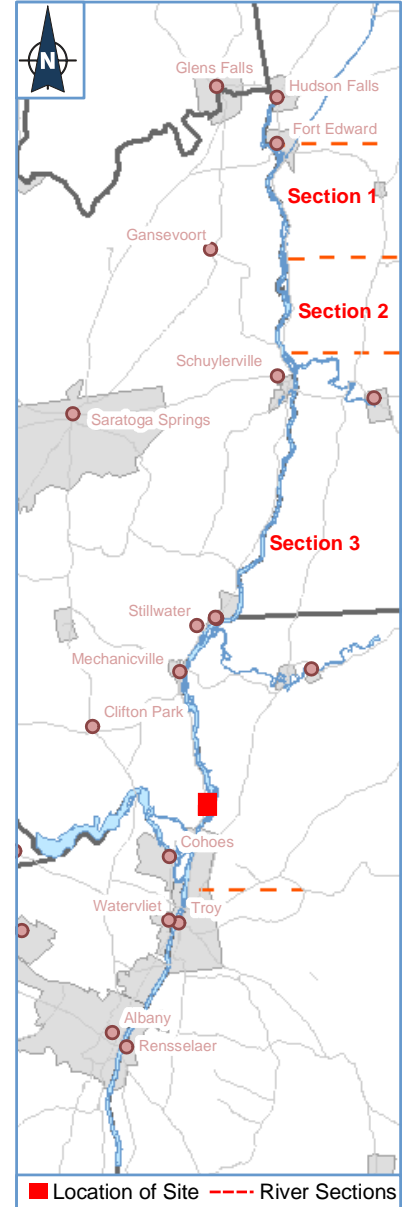 N
Glens Falls
Hudson Falls
Fort Edward
Section 1
Gansevoort
Section 2
Schuylerville
Saratoga Springs
Section 3
Stillwater
Mechanicville
Clifton Park
Cohoes
Watervliet
Troy
Albany
Rensselaer
Location of Site River Sections